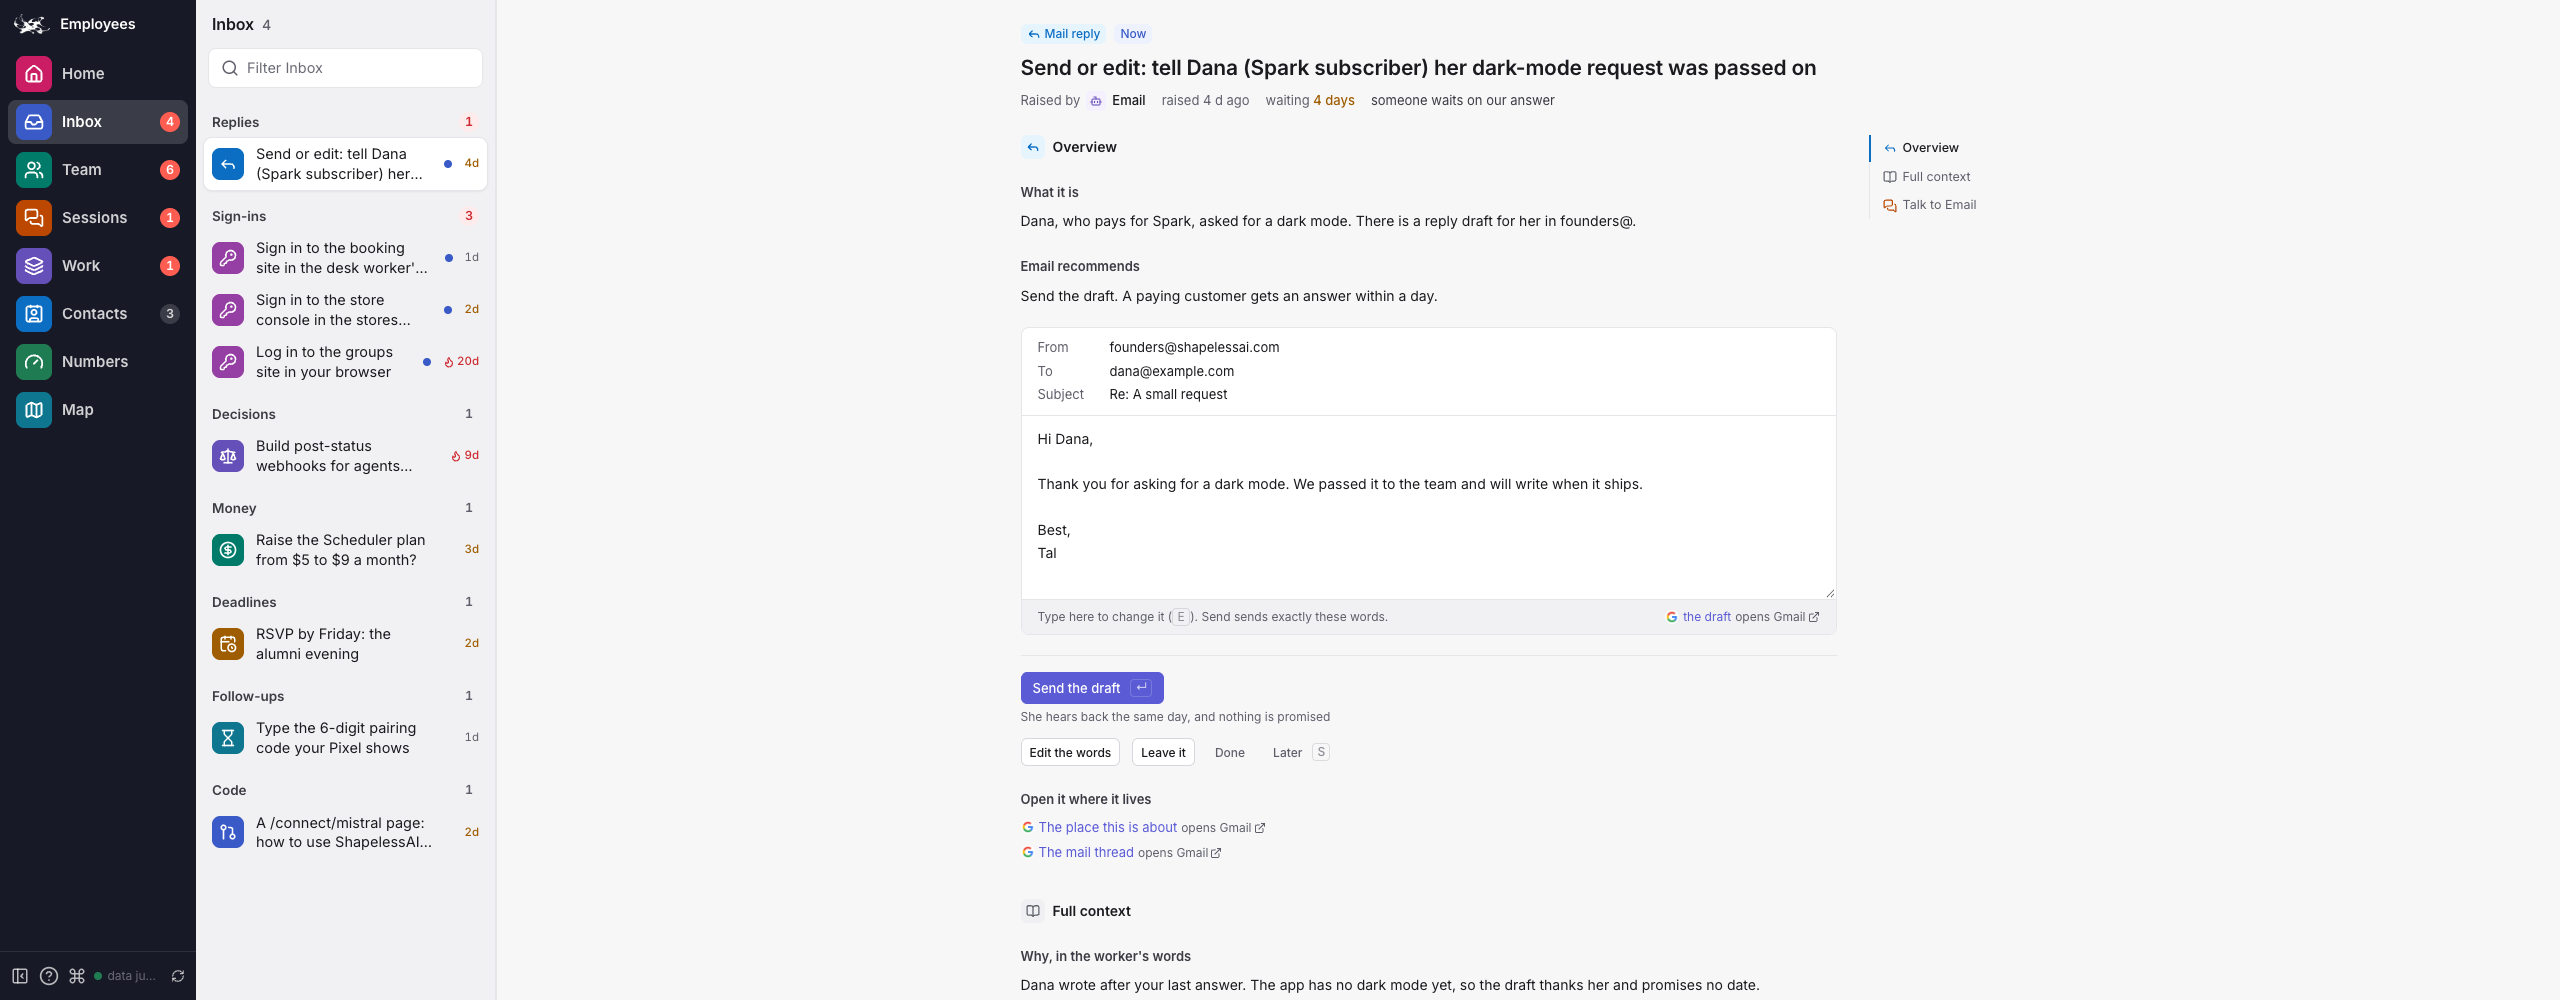 Employees
Home
Inbox 4
Team 6
Sessions 1
Work 1
Contacts 3
Numbers
Map
data ju...
Inbox 4
Filter Inbox
Replies 1
Send or edit: tell Dana
(Spark subscriber) her...
4d
Sign-ins 3
Sign in to the booking
site in the desk worker'...
1d
Sign in to the store
console in the stores...
2d
Log in to the groups
site in your browser
20d
Decisions 1
Build post-status
webhooks for agents...
9d
Money 1
Raise the Scheduler plan
from $5 to $9 a month?
3d
Deadlines 1
RSVP by Friday: the
alumni evening
2d
Follow-ups 1
Type the 6-digit pairing
code your Pixel shows
1d
Code 1
A /connect/mistral page:
how to use ShapelessAI...
2d
Mail reply Now
Send or edit: tell Dana (Spark subscriber) her dark-mode request was passed on
Raised by Email raised 4 d ago waiting 4 days someone waits on our answer
Overview
What it is
Dana, who pays for Spark, asked for a dark mode. There is a reply draft for her in founders@.
Email recommends
Send the draft. A paying customer gets an answer within a day.
From founders@shapelessai.com
To dana@example.com
Subject Re: A small request
Hi Dana,
Thank you for asking for a dark mode. We passed it to the team and will write when it ships.
Best,
Tal
Type here to change it ( E ). Send sends exactly these words.
the draft opens Gmail
Send the draft
She hears back the same day, and nothing is promised
Edit the words Leave it Done Later S
Open it where it lives
The place this is about opens Gmail
The mail thread opens Gmail
Full context
Why, in the worker's words
Dana wrote after your last answer. The app has no dark mode yet, so the draft thanks her and promises no date.
Overview
Full context
Talk to Email